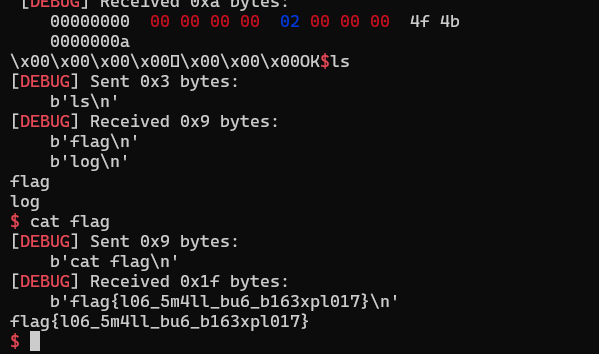 [DEBUG] Received 0xa bytes:
    00000000  00 00 00 00  02 00 00 00  4f 4b
    0000000a
\x00\x00\x00\x00\x00\x00\x00OK$ls
[DEBUG] Sent 0x3 bytes:
    b'ls\n'
[DEBUG] Received 0x9 bytes:
    b'flag\n'
    b'log\n'
flag
log
$ cat flag
[DEBUG] Sent 0x9 bytes:
    b'cat flag\n'
[DEBUG] Received 0x1f bytes:
    b'flag{l06_5m4ll_bu6_b163xpl017}\n'
flag{l06_5m4ll_bu6_b163xpl017}
$